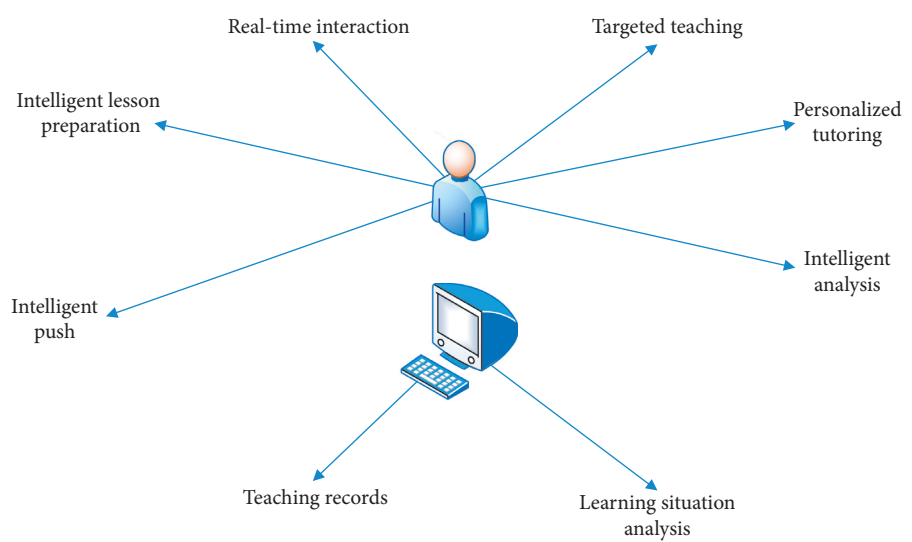 Real-time interaction
Targeted teaching
Intelligent lesson
preparation
Personalized
tutoring
Intelligent
analysis
Intelligent
push
Teaching records
Learning situation
analysis